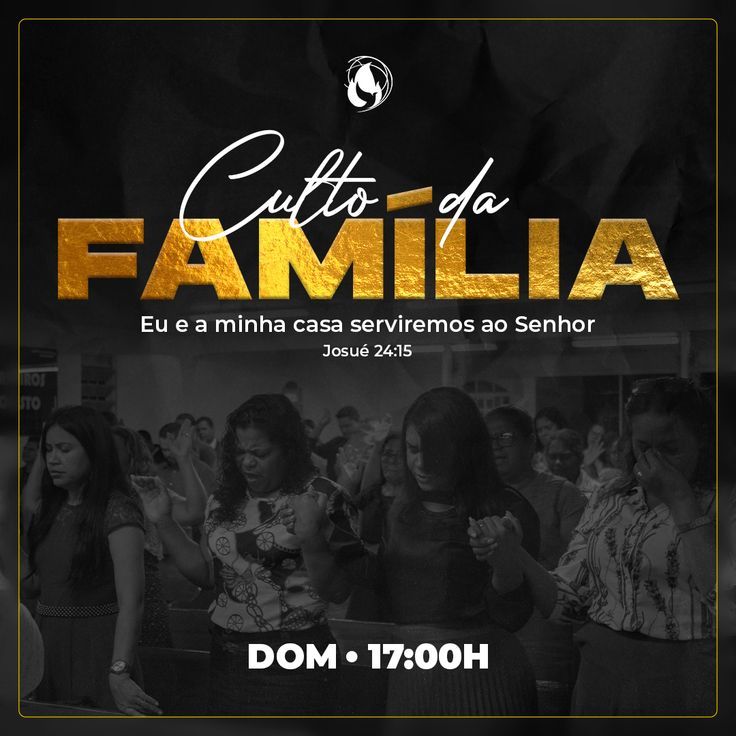 Culto da
FAMÍLIA
Eu e a minha casa serviremos ao Senhor
Josué 24:15
DOM • 17:00H